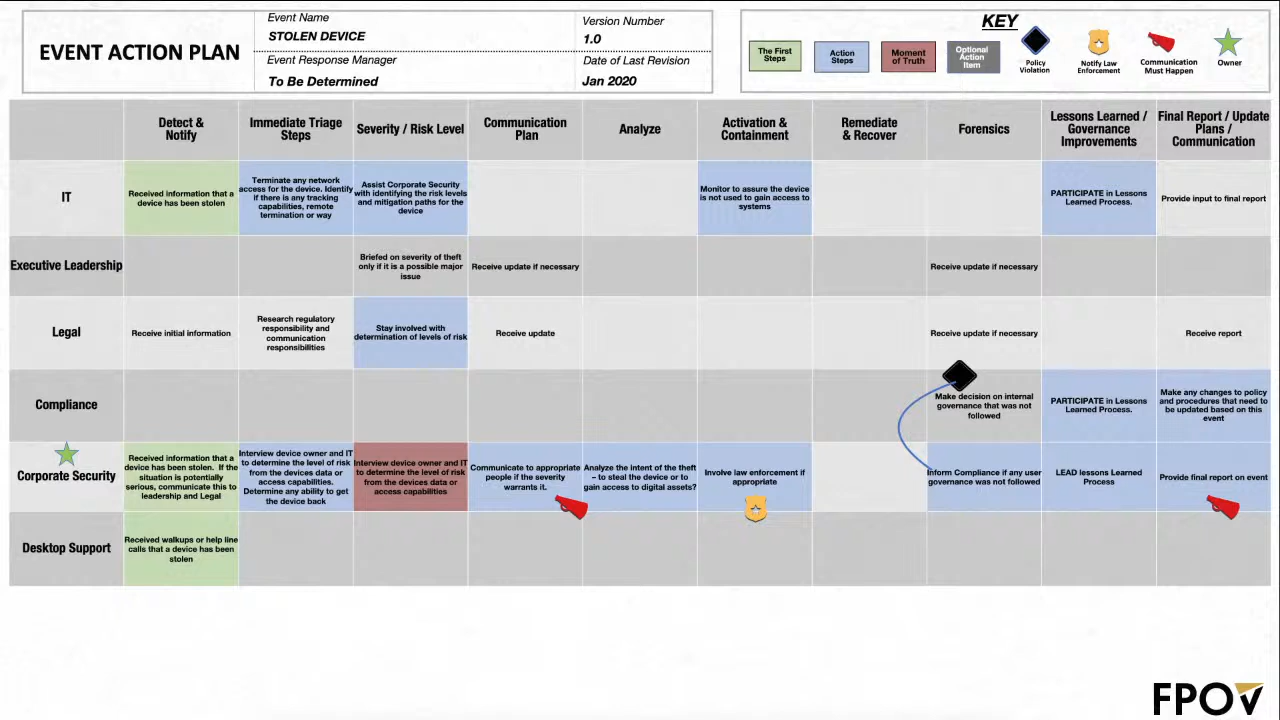 EVENT ACTION PLAN
Event Name
STOLEN DEVICE
Event Response Manager
To Be Determined
Version Number
1.0
Date of Last Revision
Jan 2020
KEY
The First
Steps
Action
Steps
Moment
of Truth
Optional
Action
Item
Policy
Violation
Notify Law
Enforcement
Communication
Must Happen
Owner
Detect &
Notify
Immediate Triage
Steps
Severity / Risk Level
Communication
Plan
Analyze
Activation &
Containment
Remediate
& Recover
Forensics
Lessons Learned /
Governance
Improvements
Final Report / Update
Plans /
Communication
IT
Received information that a
device has been stolen
Terminate any network
access for the device. Identify
if there is any tracking
capabilities, remote
termination or way
Assist Corporate Security
with identifying the risk levels
and mitigation paths for the
device
Monitor to assure the device
is not used to gain access to
systems
PARTICIPATE in Lessons
Learned Process.
Provide input to final report
Executive Leadership
Briefed on severity of theft
only if it is a possible major
issue
Receive update if necessary
Receive update if necessary
Legal
Receive initial information
Research regulatory
responsibility and
communication
responsibilities
Stay involved with
determination of levels of risk
Receive update
Receive update if necessary
Receive report
Compliance
Make decision on internal
governance that was not
followed
PARTICIPATE in Lessons
Learned Process.
Make any changes to policy
and procedures that need to
be updated based on this
event
Corporate Security
Received information that a
device has been stolen. If the
situation is potentially
serious, communicate this to
leadership and Legal
Interview device owner and IT
to determine the level of risk
from the devices data or
access capabilities.
Determine any ability to get
the device back
Interview device owner and IT
to determine the level of risk
from the devices data or
access capabilities
Communicate to appropriate
people if the severity
warrants it.
Analyze the intent of the theft
– to steal the device or to
gain access to digital assets?
Involve law enforcement if
appropriate
Inform Compliance if any user
governance was not followed
LEAD lessons Learned
Process
Provide final report on event
Desktop Support
Received walkups or help line
calls that a device has been
stolen
FPOV